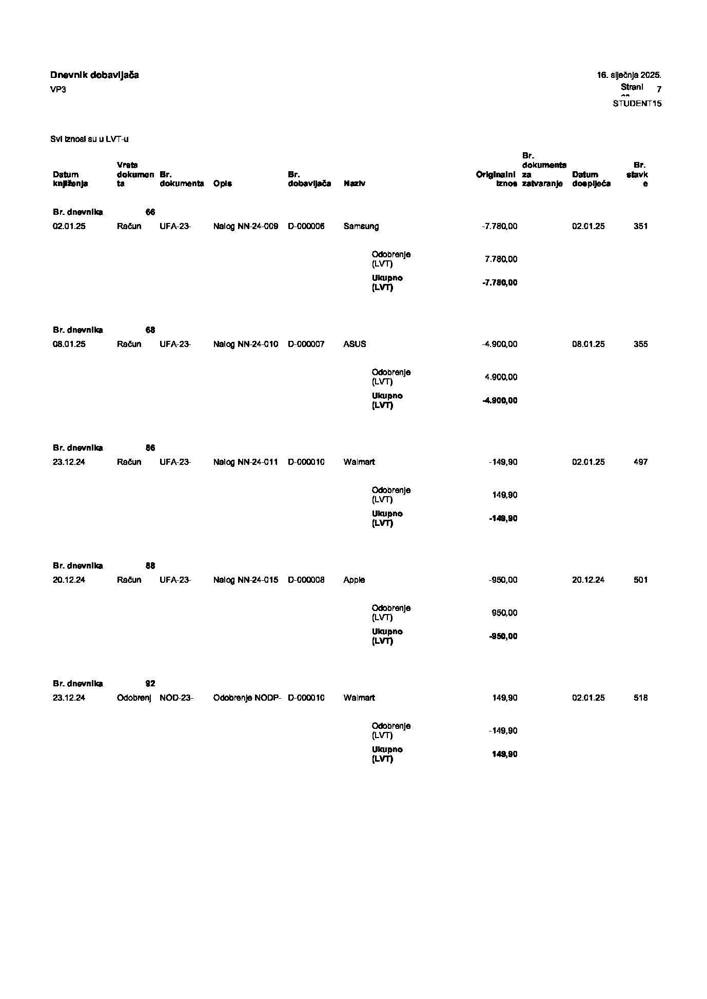 Dnevnik dobavljača
16. siječnja 2025.
VP3
Strani 7
STUDENT15
Svi iznosi su u LVT-u
Datum knjiženja Vrsta dokumen ta Br. dokumenta Opis Br. dobavljača Naziv Originalni iznos Br. dokumenta za zatvaranje Datum dospijeća Br. stavk e
Br. dnevnika 66
02.01.25 Račun UFA-23- Nalog NN-24-009 D-000006 Samsung -7.780,00 02.01.25 351
Odobrenje (LVT) 7.780,00
Ukupno (LVT) -7.780,00
Br. dnevnika 68
08.01.25 Račun UFA-23- Nalog NN-24-010 D-000007 ASUS -4.900,00 08.01.25 355
Odobrenje (LVT) 4.900,00
Ukupno (LVT) -4.900,00
Br. dnevnika 86
23.12.24 Račun UFA-23- Nalog NN-24-011 D-000010 Walmart -149,90 02.01.25 497
Odobrenje (LVT) 149,90
Ukupno (LVT) -149,90
Br. dnevnika 88
20.12.24 Račun UFA-23- Nalog NN-24-015 D-000008 Apple -950,00 20.12.24 501
Odobrenje (LVT) 950,00
Ukupno (LVT) -950,00
Br. dnevnika 92
23.12.24 Odobrenj NOD-23- Odobrenje NODP- D-000010 Walmart 149,90 02.01.25 518
Odobrenje (LVT) -149,90
Ukupno (LVT) 149,90